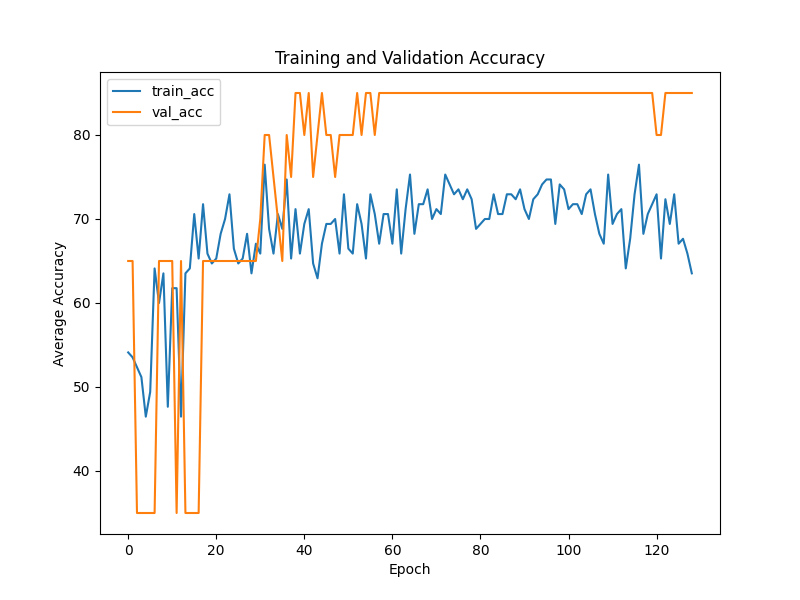 Training and Validation Accuracy
train_acc
val_acc
80
70
60
50
40
Average Accuracy
0 20 40 60 80 100 120
Epoch